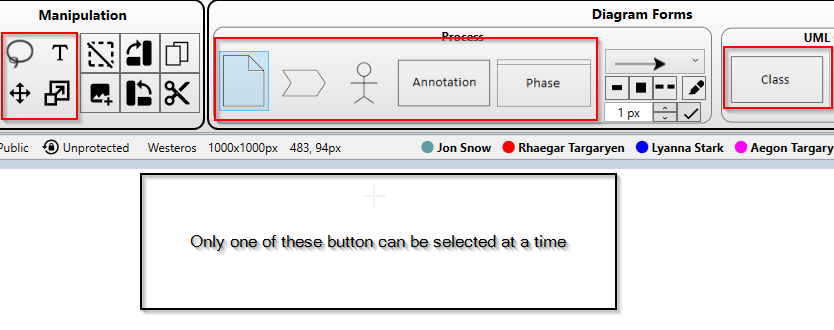 Manipulation
Diagram Forms
Process
UML
T
Annotation
Phase
Class
1 px
Public
Unprotected
Westeros
1000x1000px
483, 94px
Jon Snow
Rhaegar Targaryen
Lyanna Stark
Aegon Targary
Only one of these button can be selected at a time